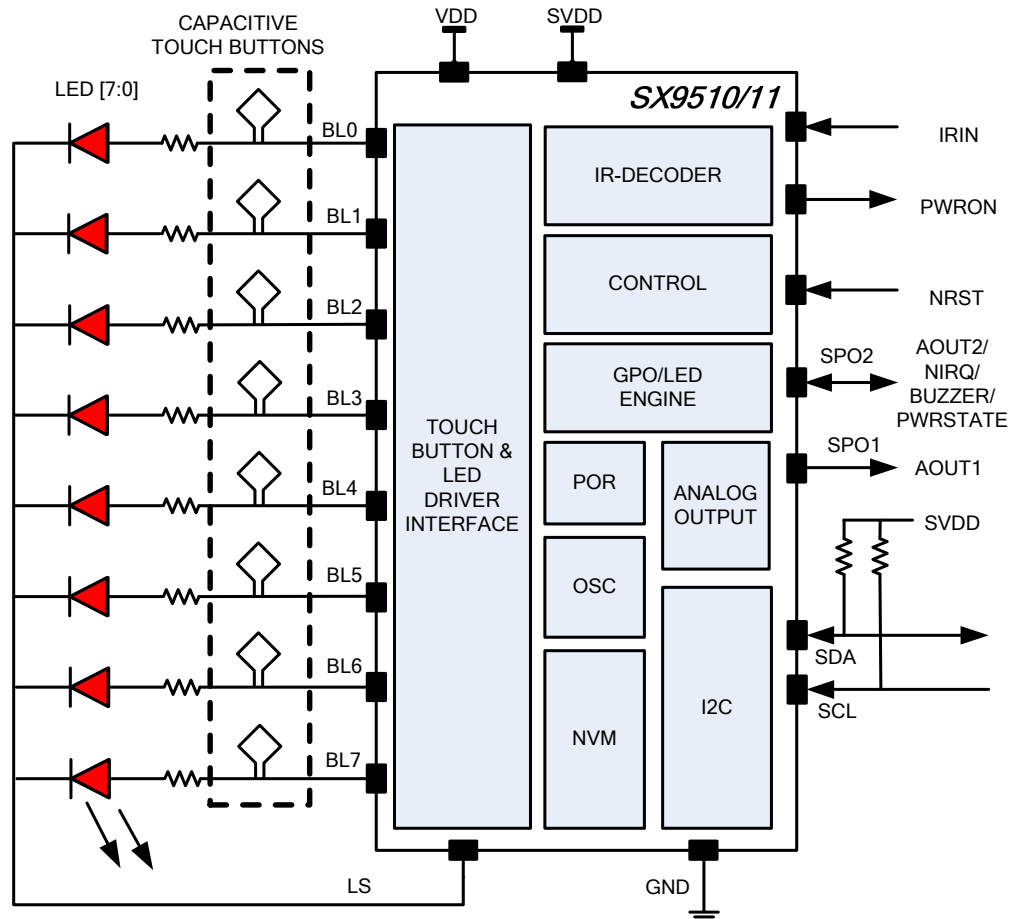 CAPACITIVE
TOUCH BUTTONS
VDD
SVDD
LED [7:0]
SX9510/11
BL0
BL1
BL2
BL3
BL4
BL5
BL6
BL7
TOUCH
BUTTON &
LED
DRIVER
INTERFACE
IR-DECODER
CONTROL
GPO/LED
ENGINE
POR
ANALOG
OUTPUT
OSC
NVM
I2C
IRIN
PWRON
NRST
SPO2
AOUT2/
NIRQ/
BUZZER/
PWRSTATE
SPO1
AOUT1
SVDD
SDA
SCL
LS
GND